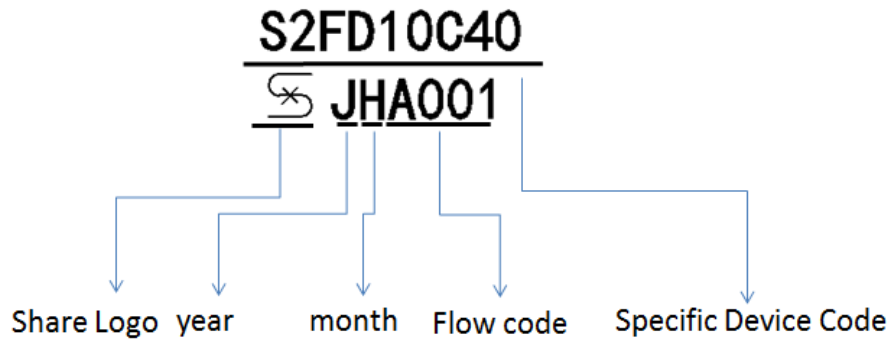 S2FD10C40
JHA001
Share Logo year month Flow code Specific Device Code